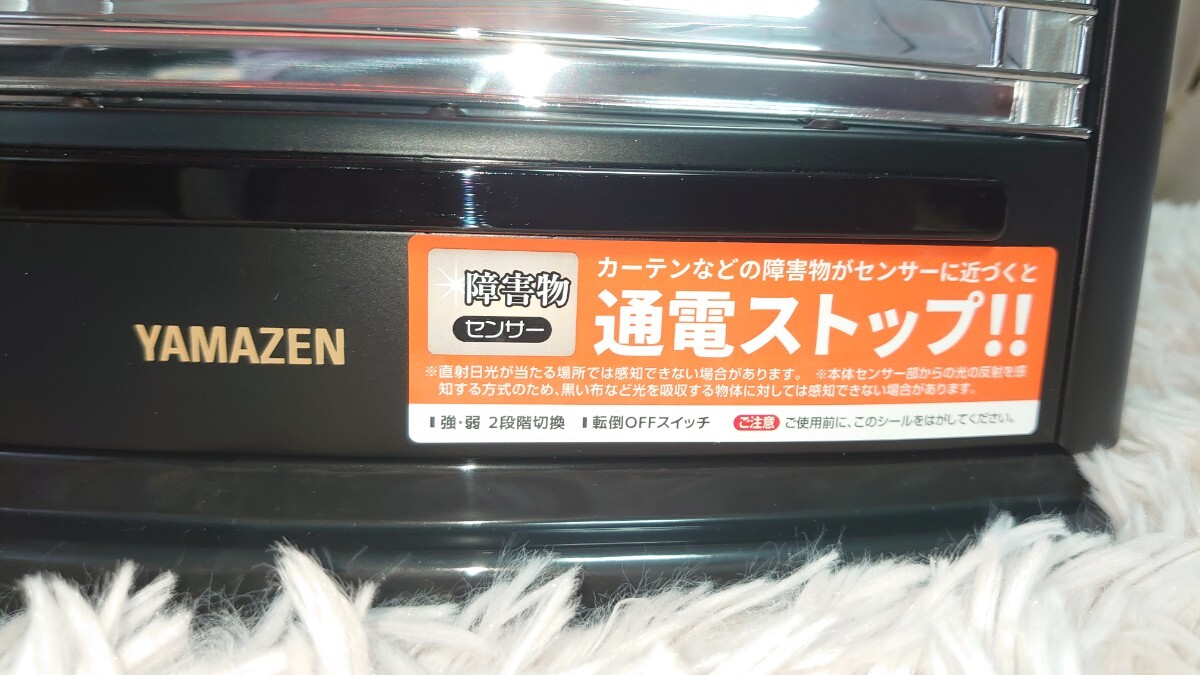 YAMAZEN
障害物
センサー
カーテンなどの障害物がセンサーに近づくと
通電ストップ!!
※直射日光が当たる場所では感知できない場合があります。 ※本体センサー部からの光の反射を感
知する方式のため、黒い布など光を吸収する物体に対しては感知できない場合があります。
強・弱 2段階切換 転倒OFFスイッチ
ご注意 ご使用前に、このシールをはがしてください。